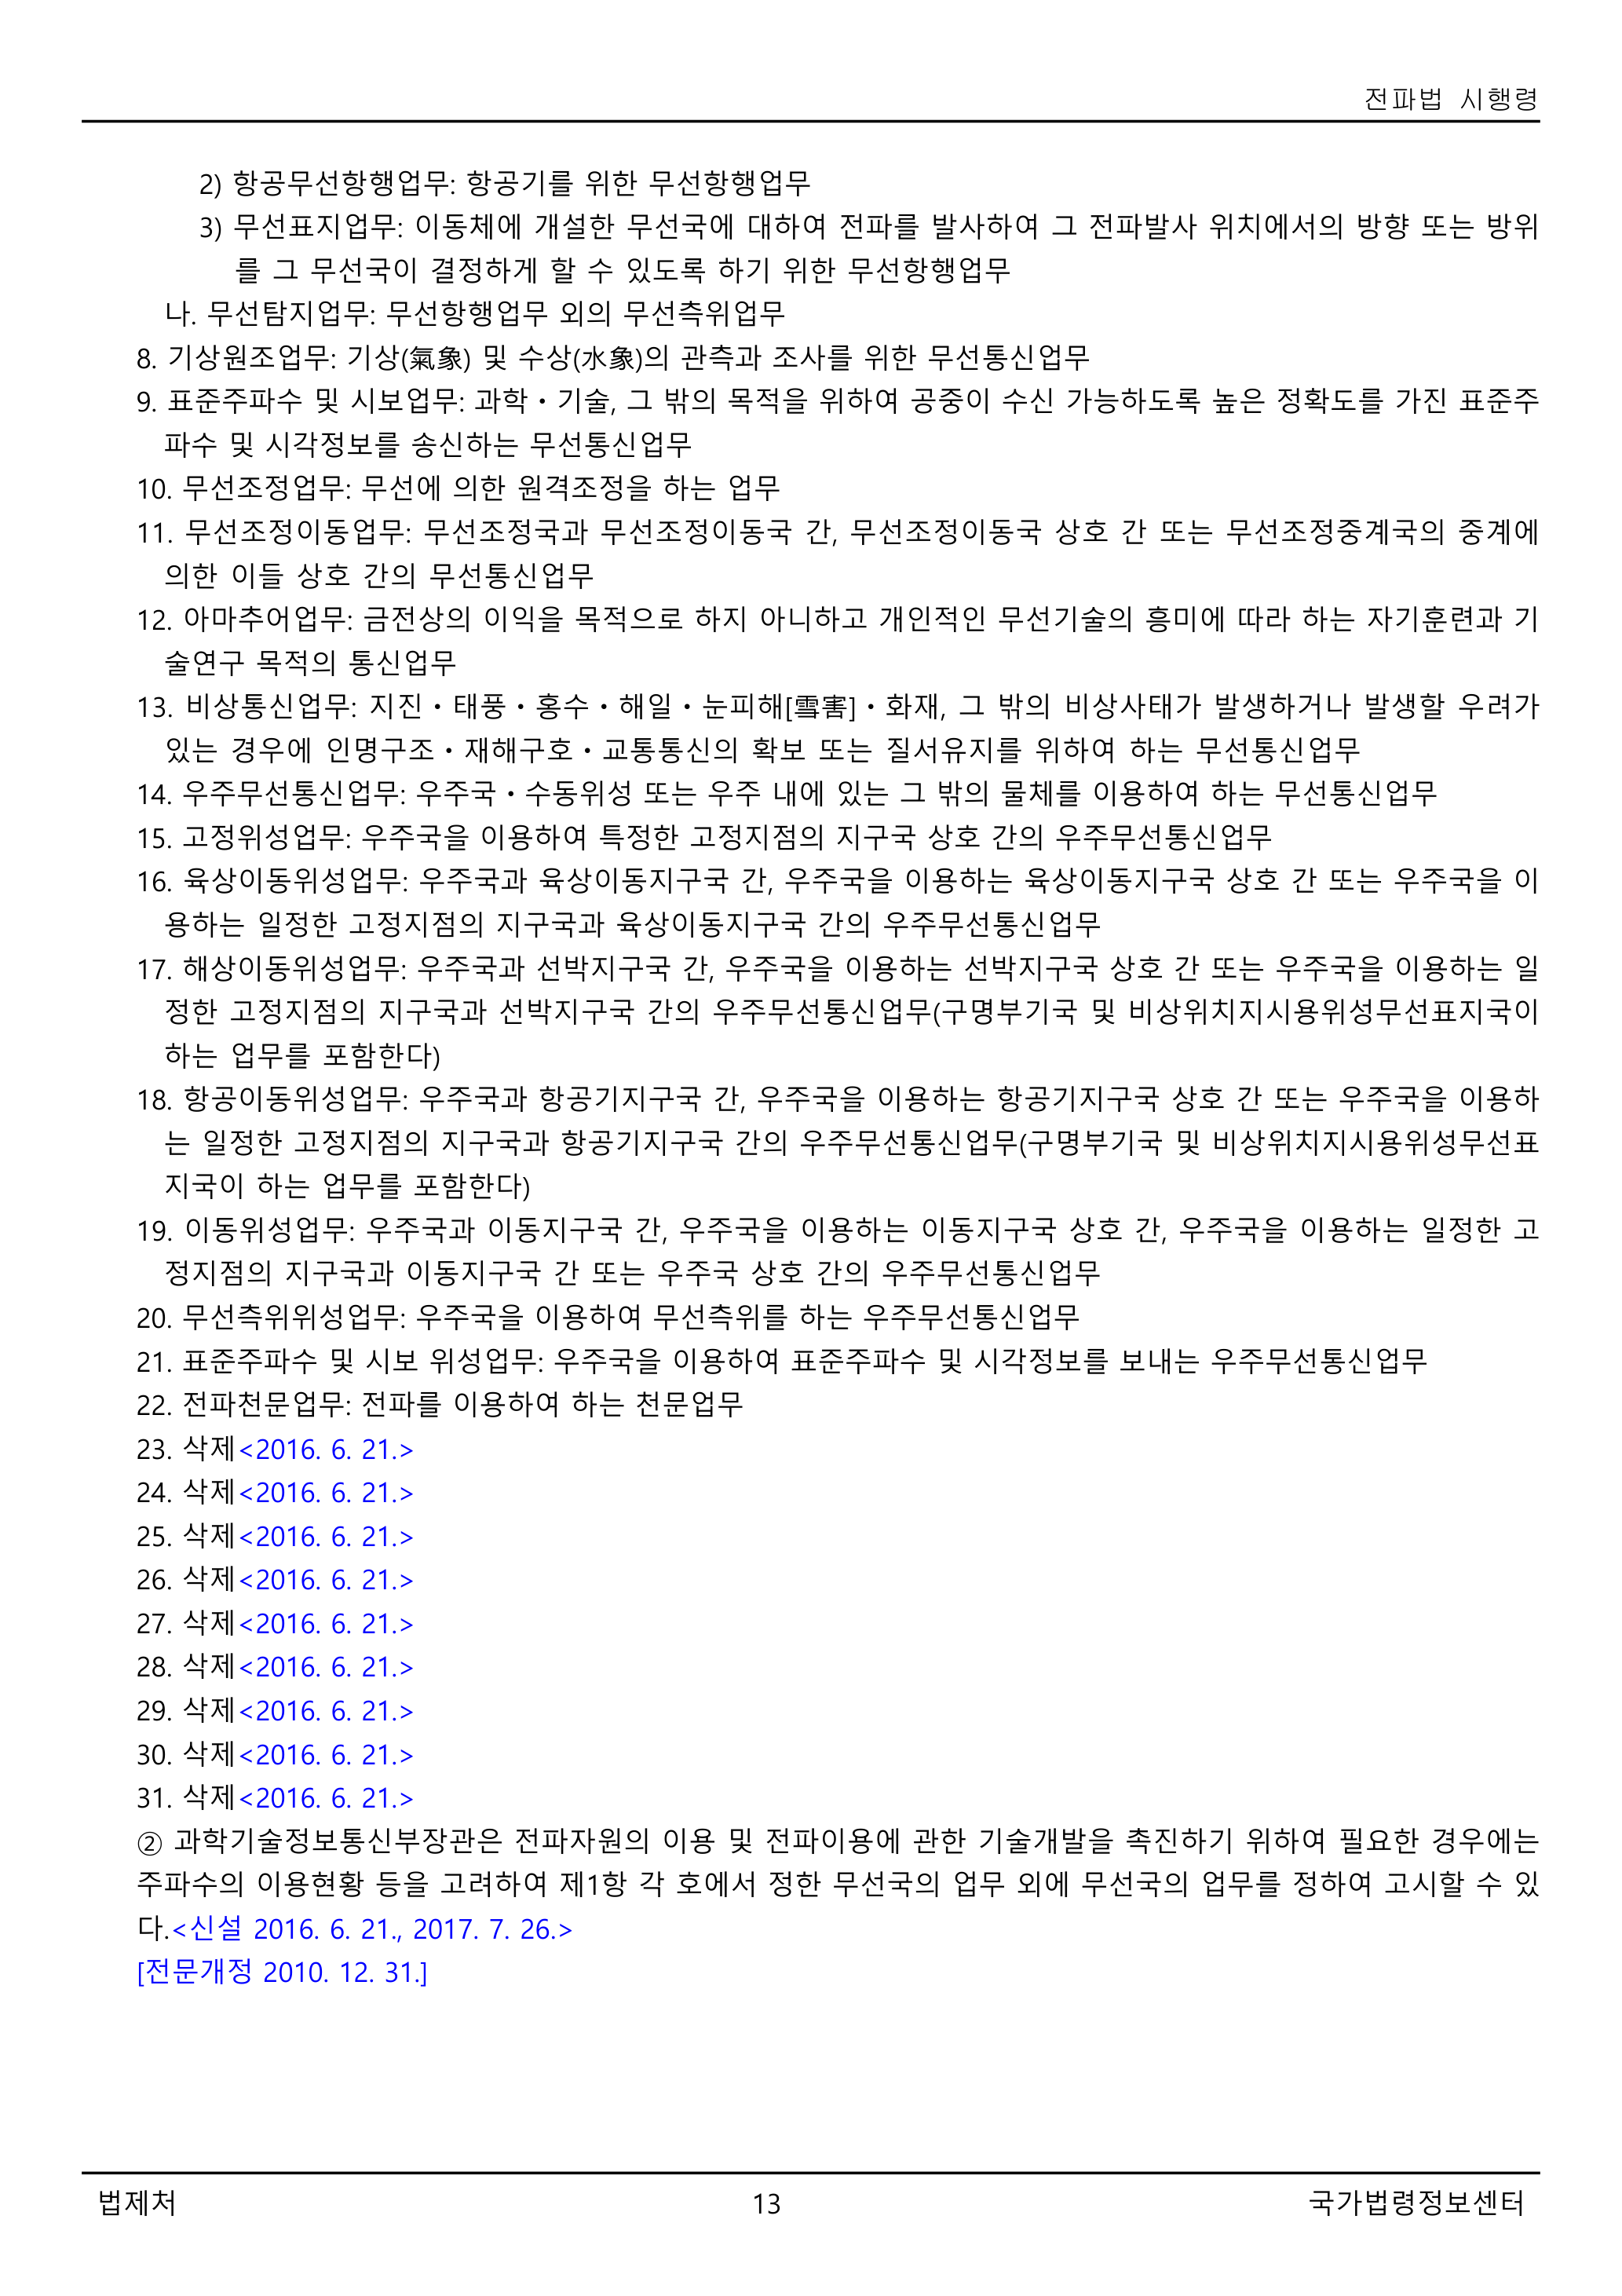 전파법 시행령
2) 항공무선항행업무: 항공기를 위한 무선항행업무
3) 무선표지업무: 이동체에 개설한 무선국에 대하여 전파를 발사하여 그 전파발사 위치에서의 방향 또는 방위
를 그 무선국이 결정하게 할 수 있도록 하기 위한 무선항행업무
나. 무선탐지업무: 무선항행업무 외의 무선측위업무
8. 기상원조업무: 기상(氣象) 및 수상(水象)의 관측과 조사를 위한 무선통신업무
9. 표준주파수 및 시보업무: 과학ㆍ기술, 그 밖의 목적을 위하여 공중이 수신 가능하도록 높은 정확도를 가진 표준주
파수 및 시각정보를 송신하는 무선통신업무
10. 무선조정업무: 무선에 의한 원격조정을 하는 업무
11. 무선조정이동업무: 무선조정국과 무선조정이동국 간, 무선조정이동국 상호 간 또는 무선조정중계국의 중계에
의한 이들 상호 간의 무선통신업무
12. 아마추어업무: 금전상의 이익을 목적으로 하지 아니하고 개인적인 무선기술의 흥미에 따라 하는 자기훈련과 기
술연구 목적의 통신업무
13. 비상통신업무: 지진ㆍ태풍ㆍ홍수ㆍ해일ㆍ눈피해[雪害]ㆍ화재, 그 밖의 비상사태가 발생하거나 발생할 우려가
있는 경우에 인명구조ㆍ재해구호ㆍ교통통신의 확보 또는 질서유지를 위하여 하는 무선통신업무
14. 우주무선통신업무: 우주국ㆍ수동위성 또는 우주 내에 있는 그 밖의 물체를 이용하여 하는 무선통신업무
15. 고정위성업무: 우주국을 이용하여 특정한 고정지점의 지구국 상호 간의 우주무선통신업무
16. 육상이동위성업무: 우주국과 육상이동지구국 간, 우주국을 이용하는 육상이동지구국 상호 간 또는 우주국을 이
용하는 일정한 고정지점의 지구국과 육상이동지구국 간의 우주무선통신업무
17. 해상이동위성업무: 우주국과 선박지구국 간, 우주국을 이용하는 선박지구국 상호 간 또는 우주국을 이용하는 일
정한 고정지점의 지구국과 선박지구국 간의 우주무선통신업무(구명부기국 및 비상위치지시용위성무선표지국이
하는 업무를 포함한다)
18. 항공이동위성업무: 우주국과 항공기지구국 간, 우주국을 이용하는 항공기지구국 상호 간 또는 우주국을 이용하
는 일정한 고정지점의 지구국과 항공기지구국 간의 우주무선통신업무(구명부기국 및 비상위치지시용위성무선표
지국이 하는 업무를 포함한다)
19. 이동위성업무: 우주국과 이동지구국 간, 우주국을 이용하는 이동지구국 상호 간, 우주국을 이용하는 일정한 고
정지점의 지구국과 이동지구국 간 또는 우주국 상호 간의 우주무선통신업무
20. 무선측위위성업무: 우주국을 이용하여 무선측위를 하는 우주무선통신업무
21. 표준주파수 및 시보 위성업무: 우주국을 이용하여 표준주파수 및 시각정보를 보내는 우주무선통신업무
22. 전파천문업무: 전파를 이용하여 하는 천문업무
23. 삭제<2016. 6. 21.>
24. 삭제<2016. 6. 21.>
25. 삭제<2016. 6. 21.>
26. 삭제<2016. 6. 21.>
27. 삭제<2016. 6. 21.>
28. 삭제<2016. 6. 21.>
29. 삭제<2016. 6. 21.>
30. 삭제<2016. 6. 21.>
31. 삭제<2016. 6. 21.>
② 과학기술정보통신부장관은 전파자원의 이용 및 전파이용에 관한 기술개발을 촉진하기 위하여 필요한 경우에는
주파수의 이용현황 등을 고려하여 제1항 각 호에서 정한 무선국의 업무 외에 무선국의 업무를 정하여 고시할 수 있
다.<신설 2016. 6. 21., 2017. 7. 26.>
[전문개정 2010. 12. 31.]
법제처
13
국가법령정보센터